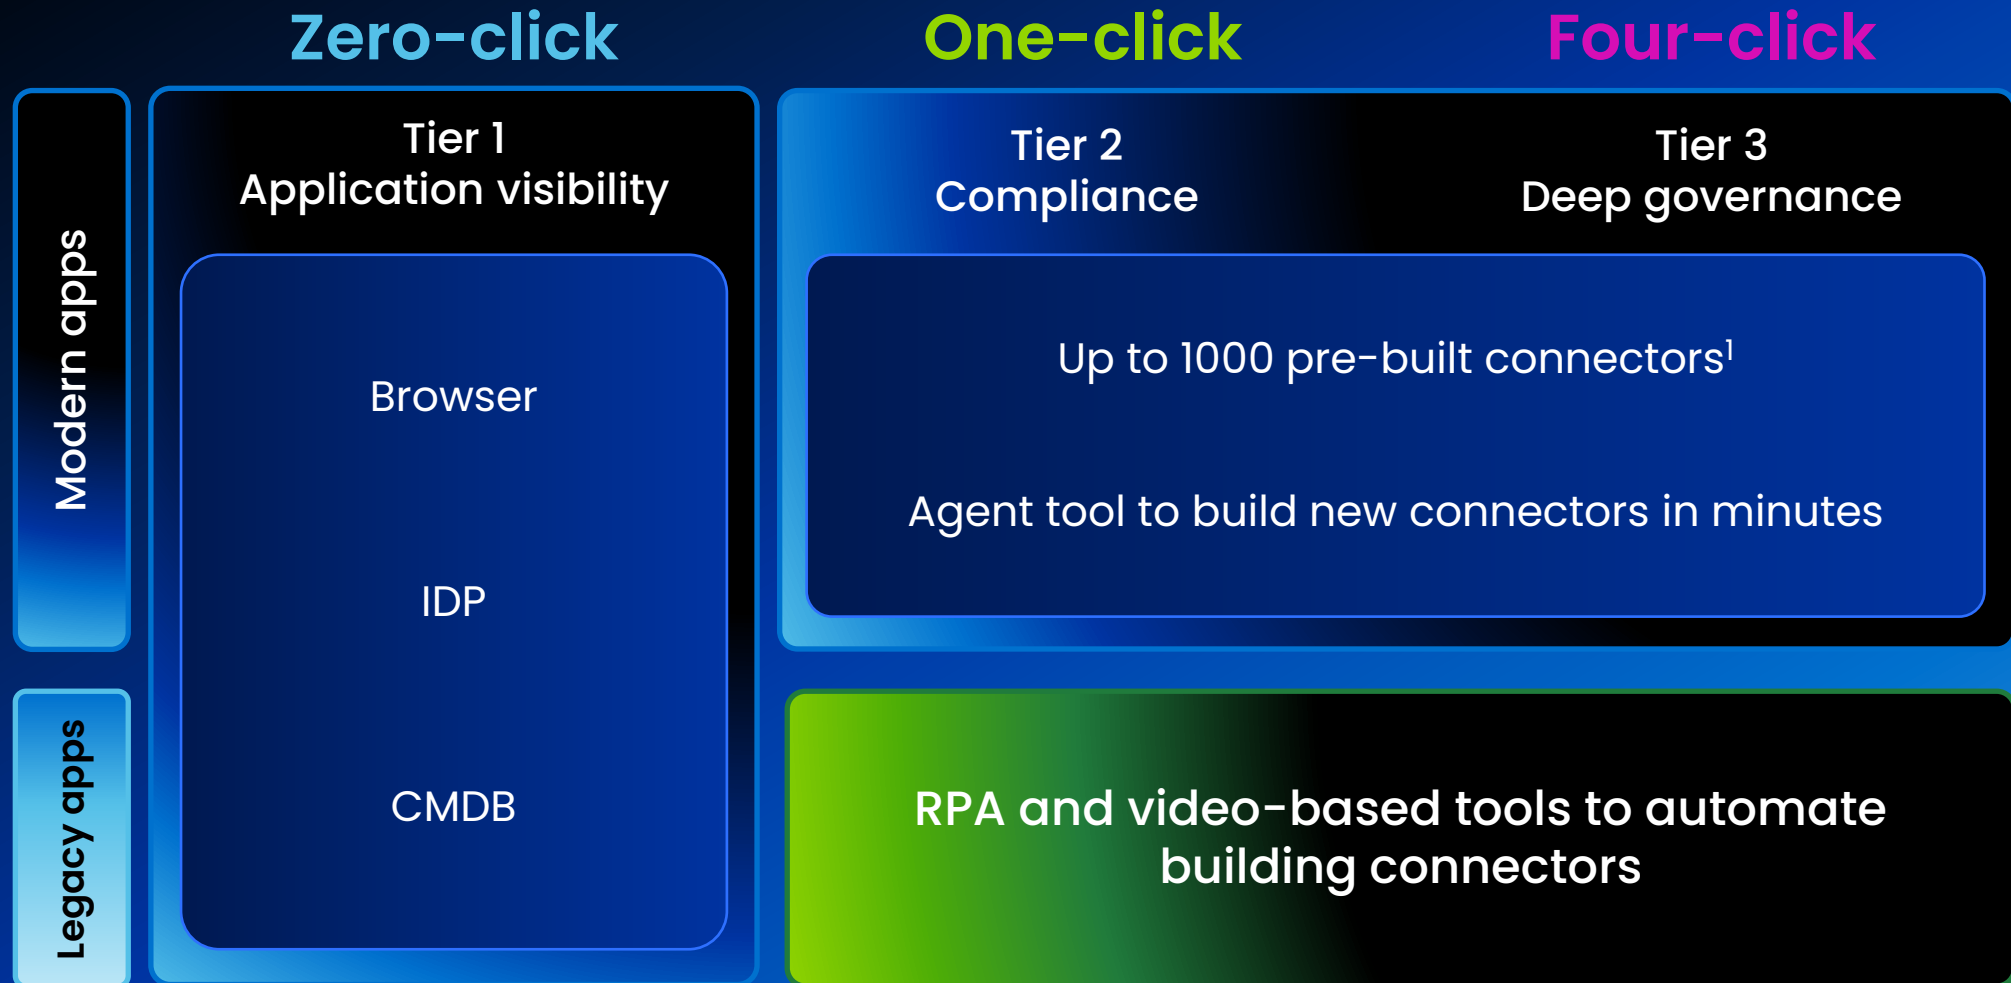 Zero-click
One-click
Four-click
Modern apps
Tier 1
Application visibility
Browser
IDP
CMDB
Tier 2
Compliance
Tier 3
Deep governance
Up to 1000 pre-built connectors¹
Agent tool to build new connectors in minutes
Legacy apps
RPA and video-based tools to automate
building connectors